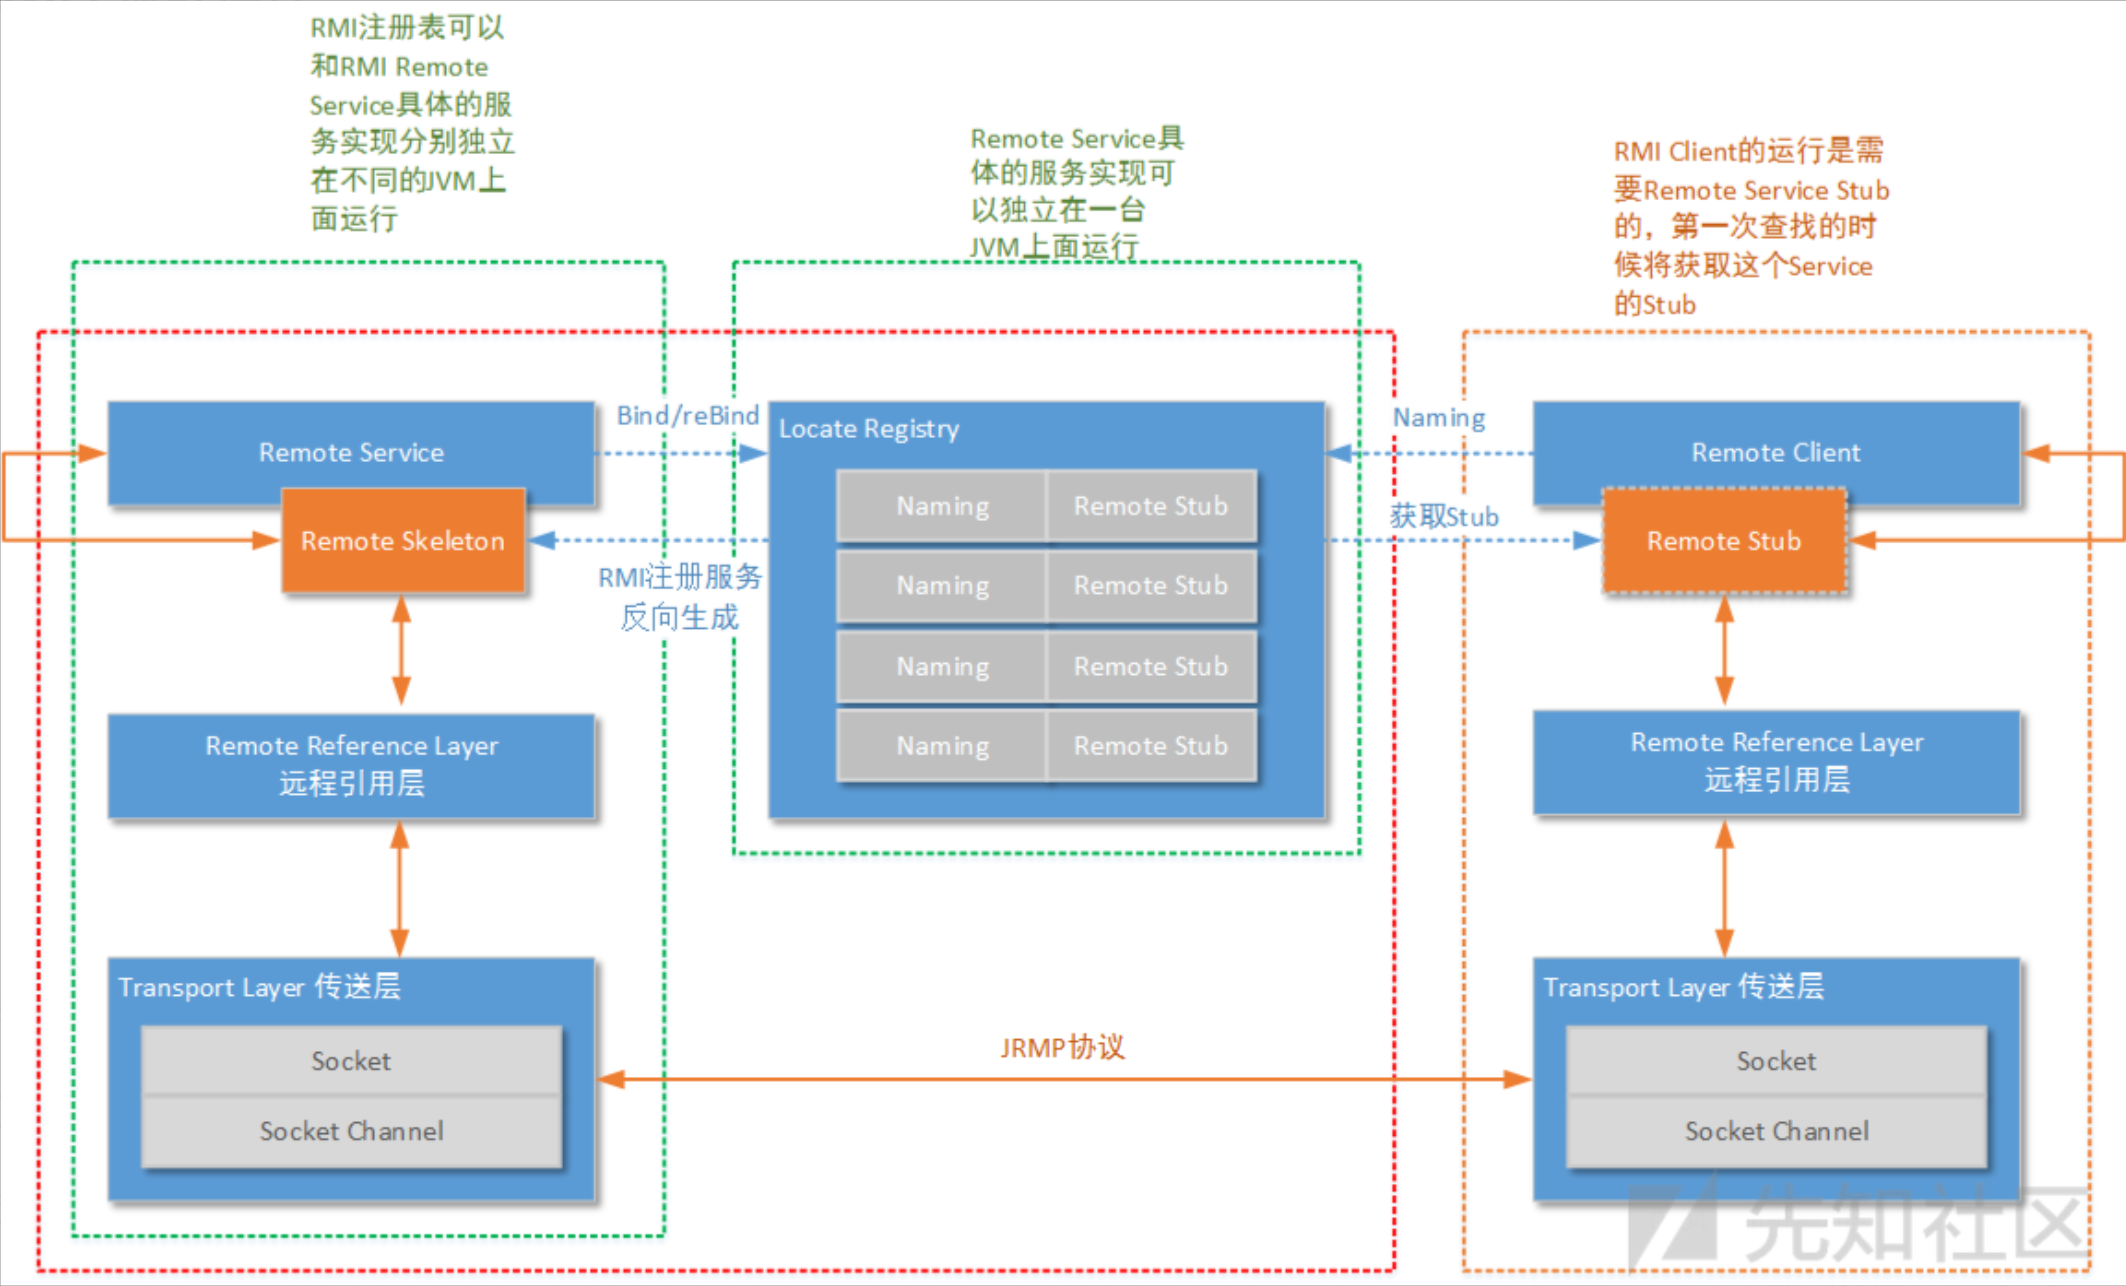 RMI注册表可以
和RMI Remote
Service具体的服
务实现分别独立
在不同的JVM上
面运行
Remote Service具
体的服务实现可
以独立在一台
JVM上面运行
RMI Client的运行是需
要Remote Service Stub
的，第一次查找的时
候将获取这个Service
的Stub
Remote Service
Remote Skeleton
Bind/reBind
RMI注册服务
反向生成
Locate Registry
Naming Remote Stub
Naming Remote Stub
Naming Remote Stub
Naming Remote Stub
Naming
获取Stub
Remote Client
Remote Stub
Remote Reference Layer
远程引用层
Remote Reference Layer
远程引用层
Transport Layer 传送层
Socket
Socket Channel
JRMP协议
Transport Layer 传送层
Socket
Socket Channel
先知社区